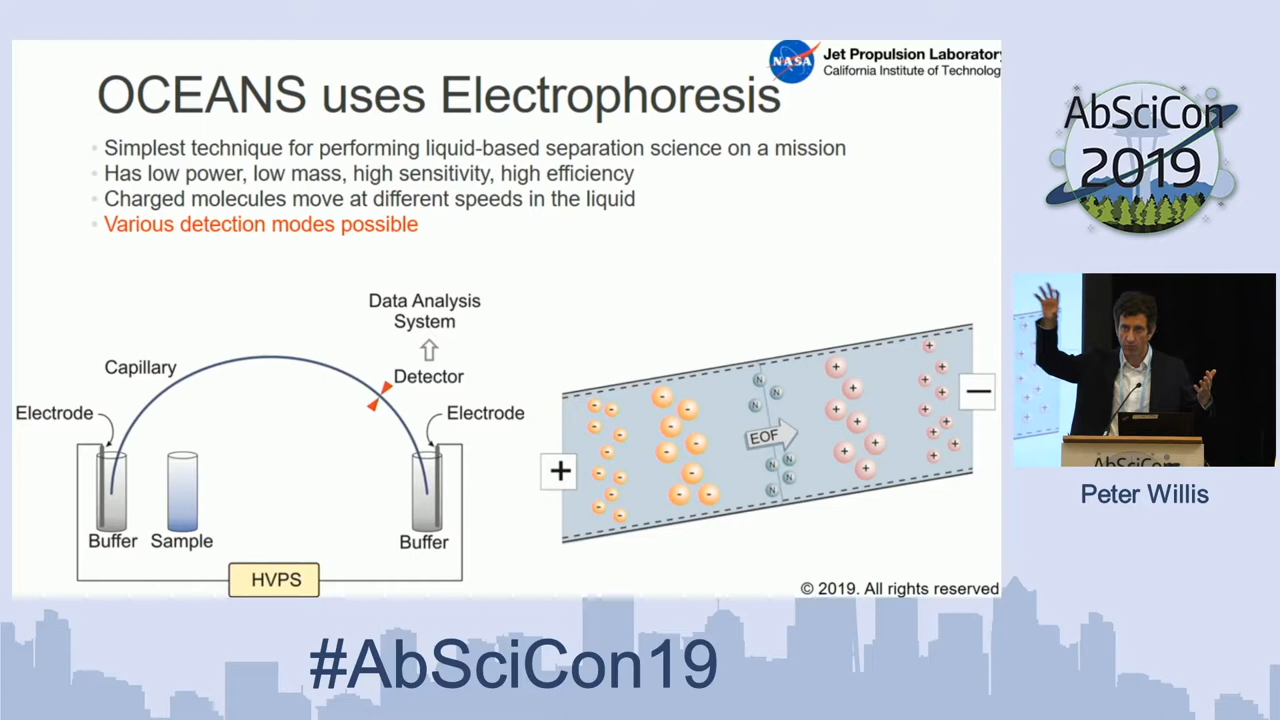 NASA
Jet Propulsion Laboratory
California Institute of Technolog
OCEANS uses Electrophoresis
Simplest technique for performing liquid-based separation science on a mission
Has low power, low mass, high sensitivity, high efficiency
Charged molecules move at different speeds in the liquid
Various detection modes possible
Data Analysis
System
Capillary
Detector
Electrode
Electrode
Buffer
Sample
Buffer
HVPS
+
EOF
N
N
N
N
N
N
N
−
© 2019. All rights reserved
AbSciCon
2019
AbSciCon
Peter Willis
#AbSciCon19